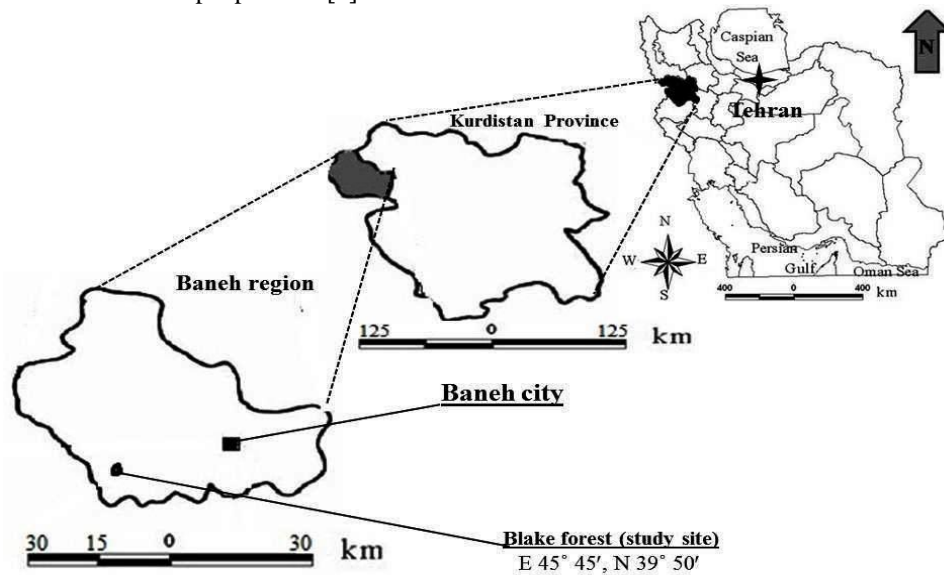 Caspian
Sea
N
Tehran
Kurdistan Province
N
W E
S
Persian
Gulf
Oman Sea
400 0 400
km
Baneh region
125 0 125
km
Baneh city
Blake forest (study site)
E 45° 45′, N 39° 50′
30 15 0 30
km